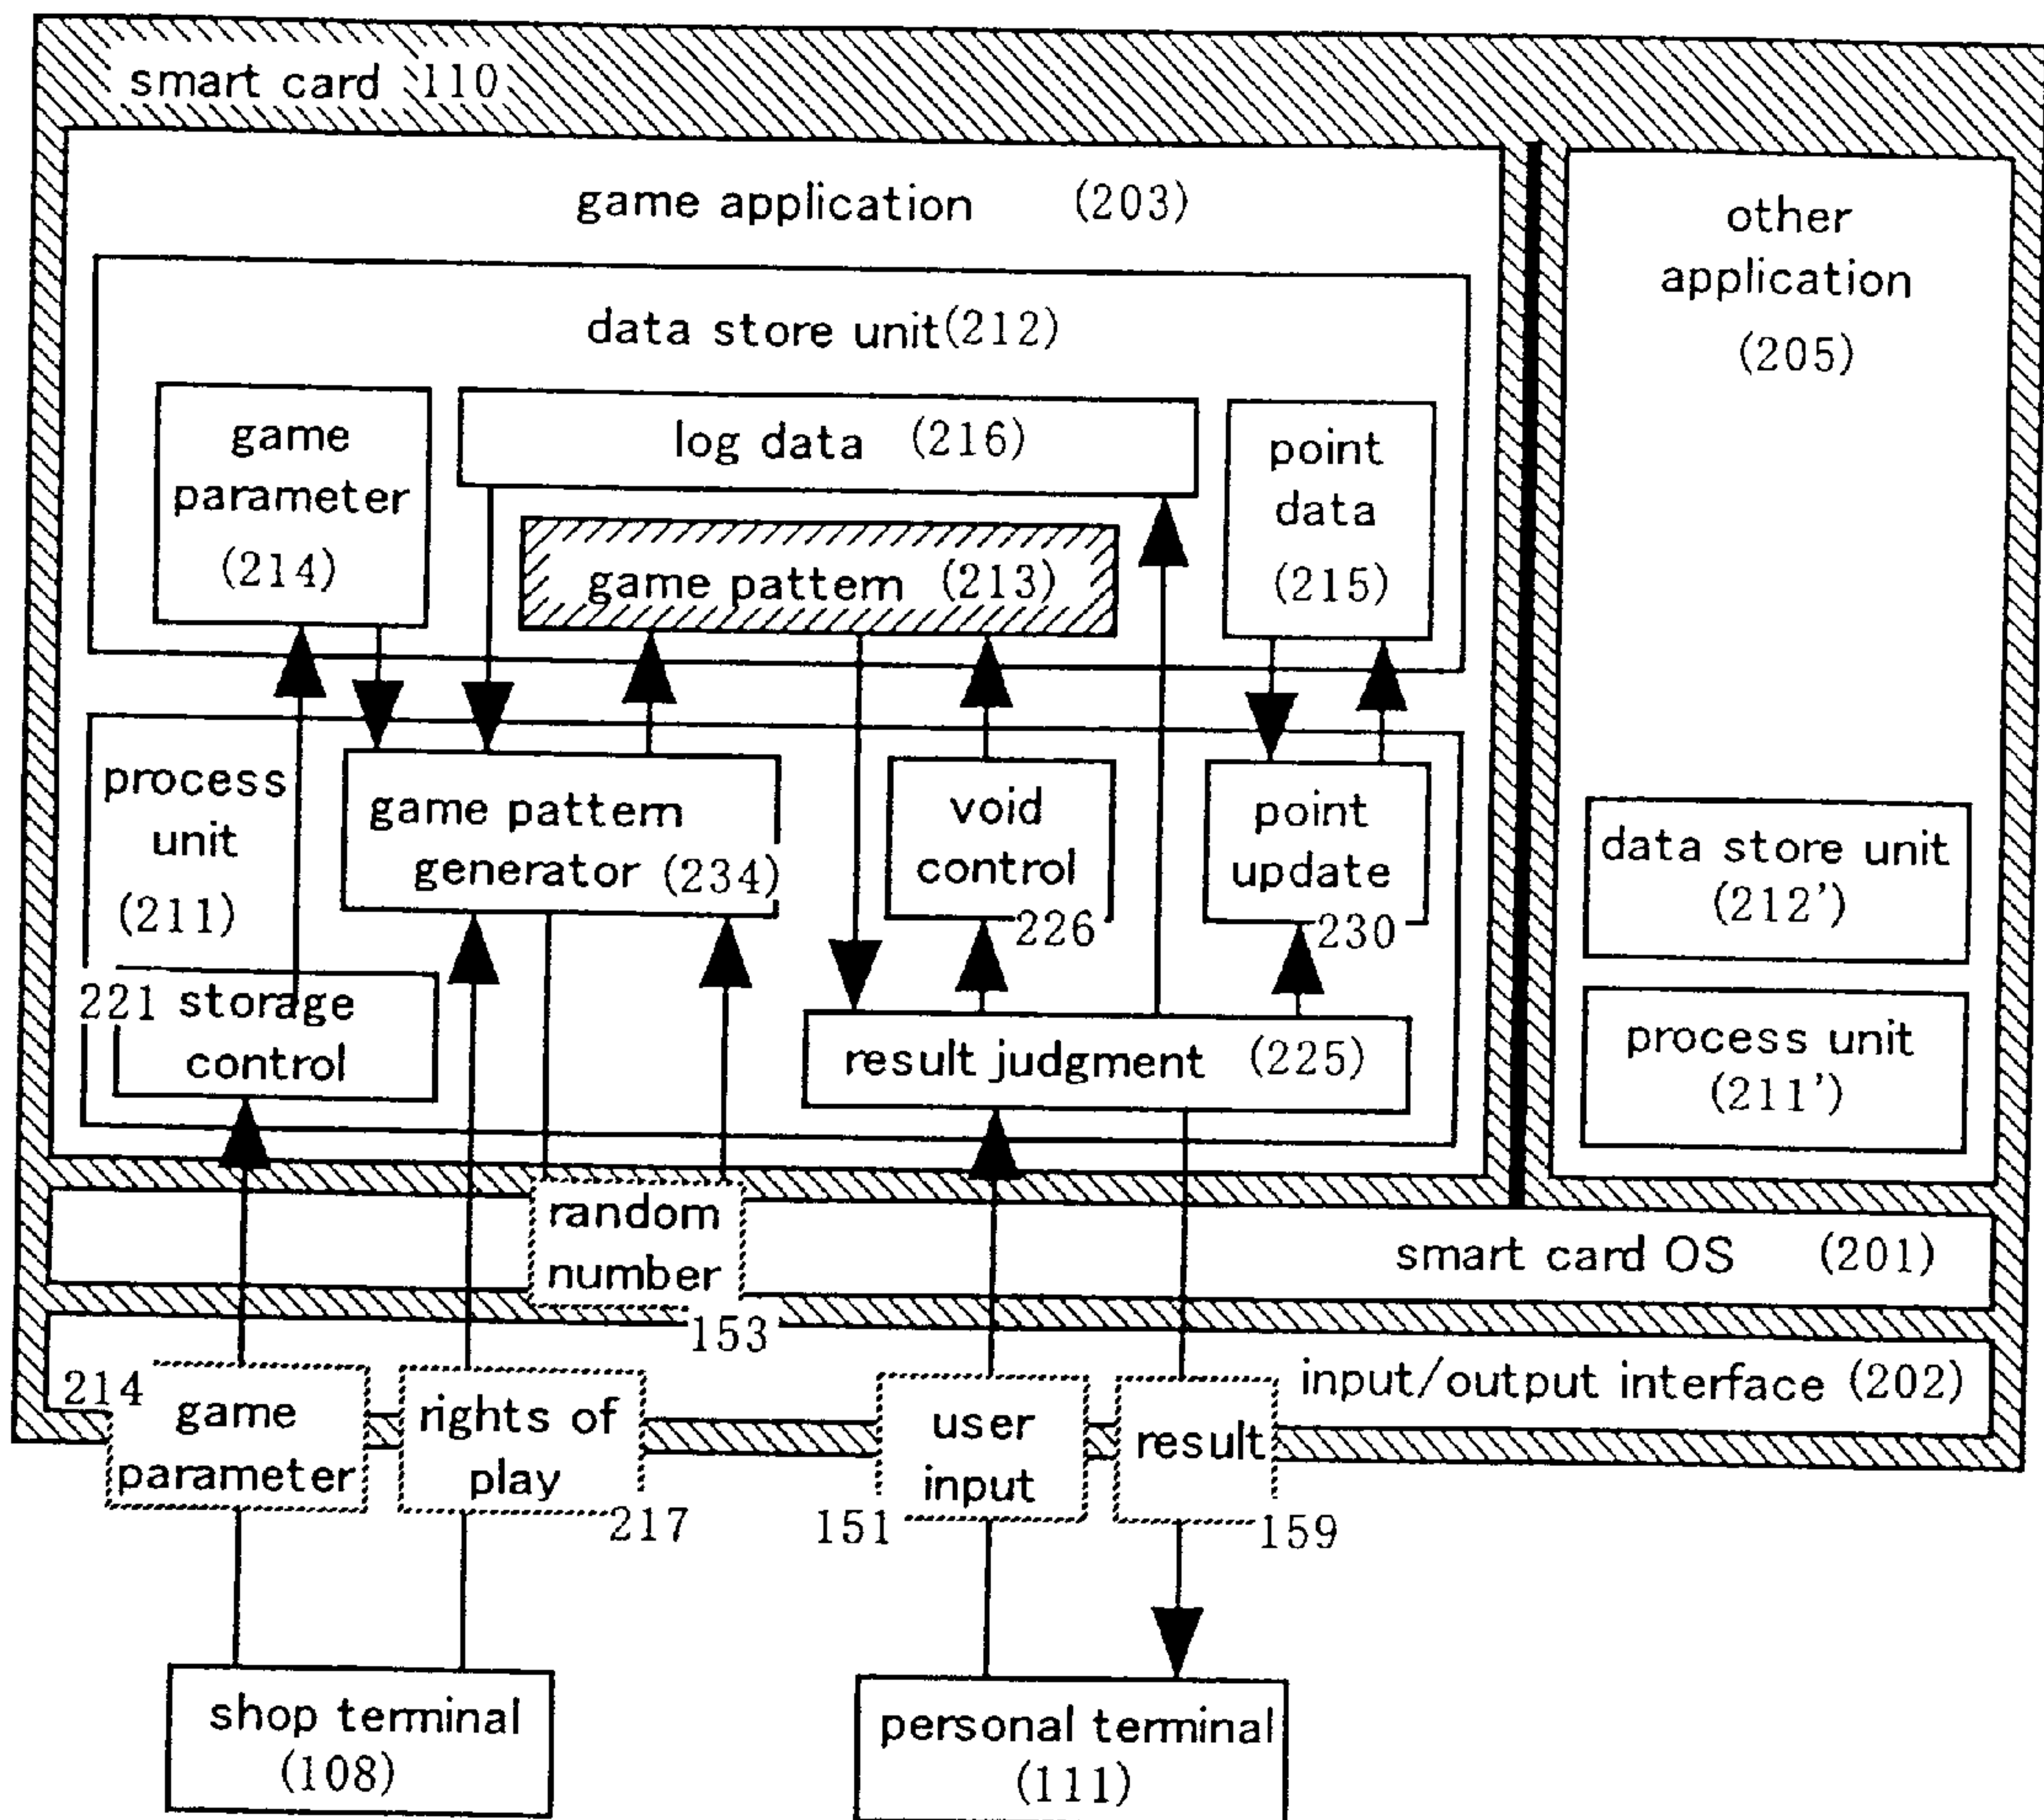 smart card 110
game application (203)
other
application
(205)
data store unit(212)
game
parameter
(214)
log data (216)
point
data
(215)
game pattern (213)
process
unit
(211)
game pattern
generator (234)
void
control
226
point
update
230
data store unit
(212')
process unit
(211')
221 storage
control
result judgment (225)
random
number
153
smart card OS (201)
input/output interface (202)
214
game
parameter
rights of
play
217
user
input
151
result
159
shop terminal
(108)
personal terminal
(111)